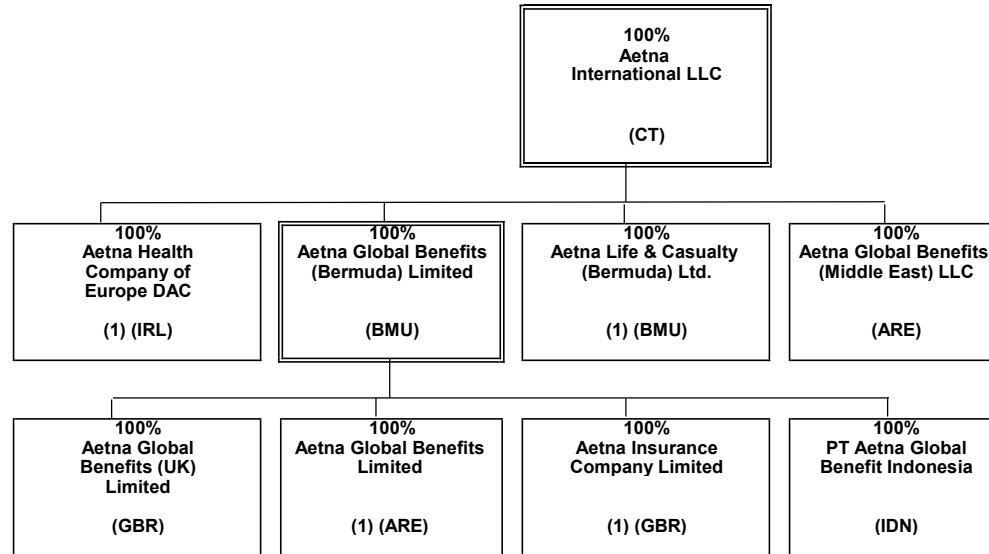 100%
Aetna
International LLC
(CT)
100%
Aetna Health
Company of
Europe DAC
(1) (IRL)
100%
Aetna Global Benefits
(Bermuda) Limited
(BMU)
100%
Aetna Life & Casualty
(Bermuda) Ltd.
(1) (BMU)
100%
Aetna Global Benefits
(Middle East) LLC
(ARE)
100%
Aetna Global
Benefits (UK)
Limited
(GBR)
100%
Aetna Global Benefits
Limited
(1) (ARE)
100%
Aetna Insurance
Company Limited
(1) (GBR)
100%
PT Aetna Global
Benefit Indonesia
(IDN)